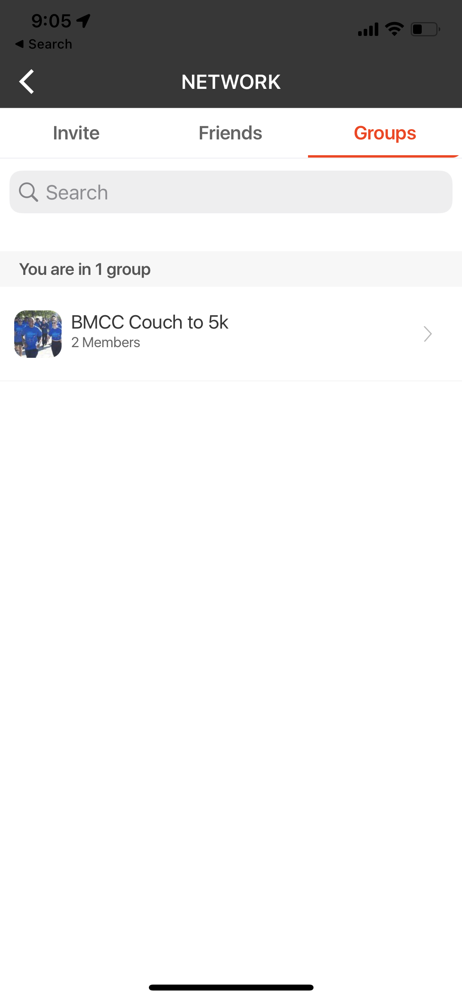 9:05
Search
NETWORK
Invite
Friends
Groups
Search
You are in 1 group
BMCC Couch to 5k
2 Members